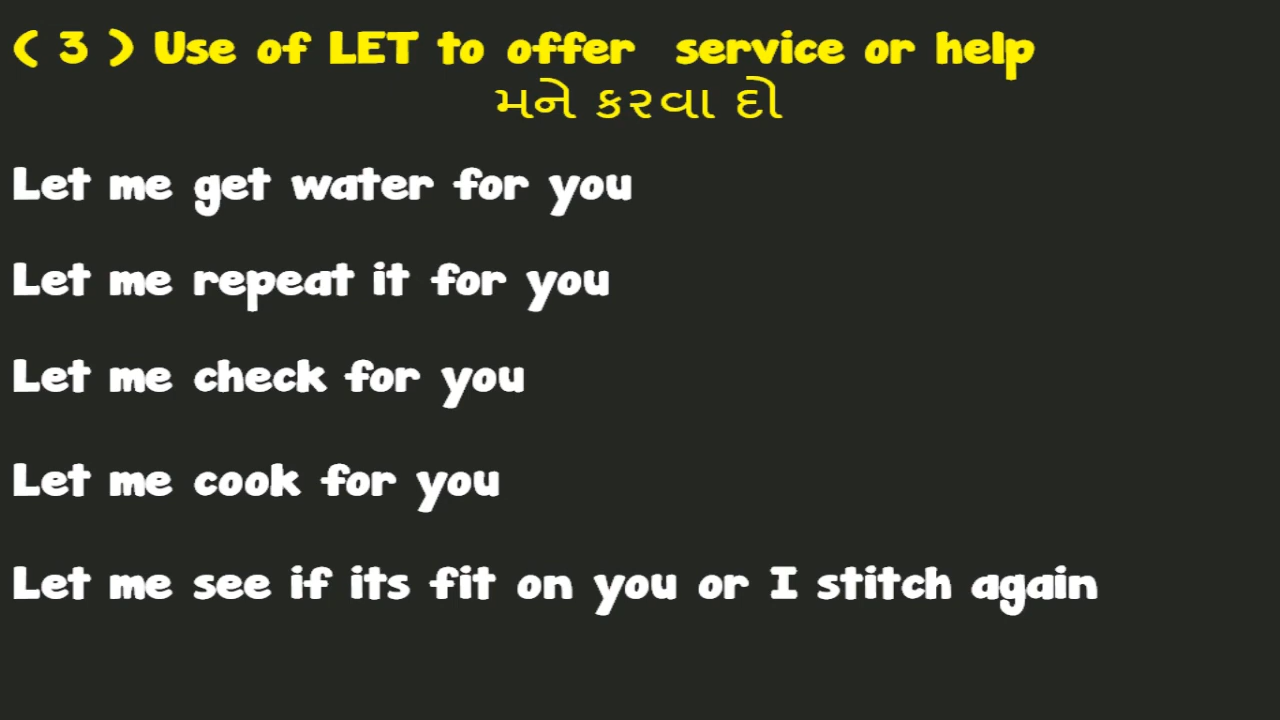 ( 3 ) Use of LET to offer service or help
મને કરવા દો
Let me get water for you
Let me repeat it for you
Let me check for you
Let me cook for you
Let me see if its fit on you or I stitch again